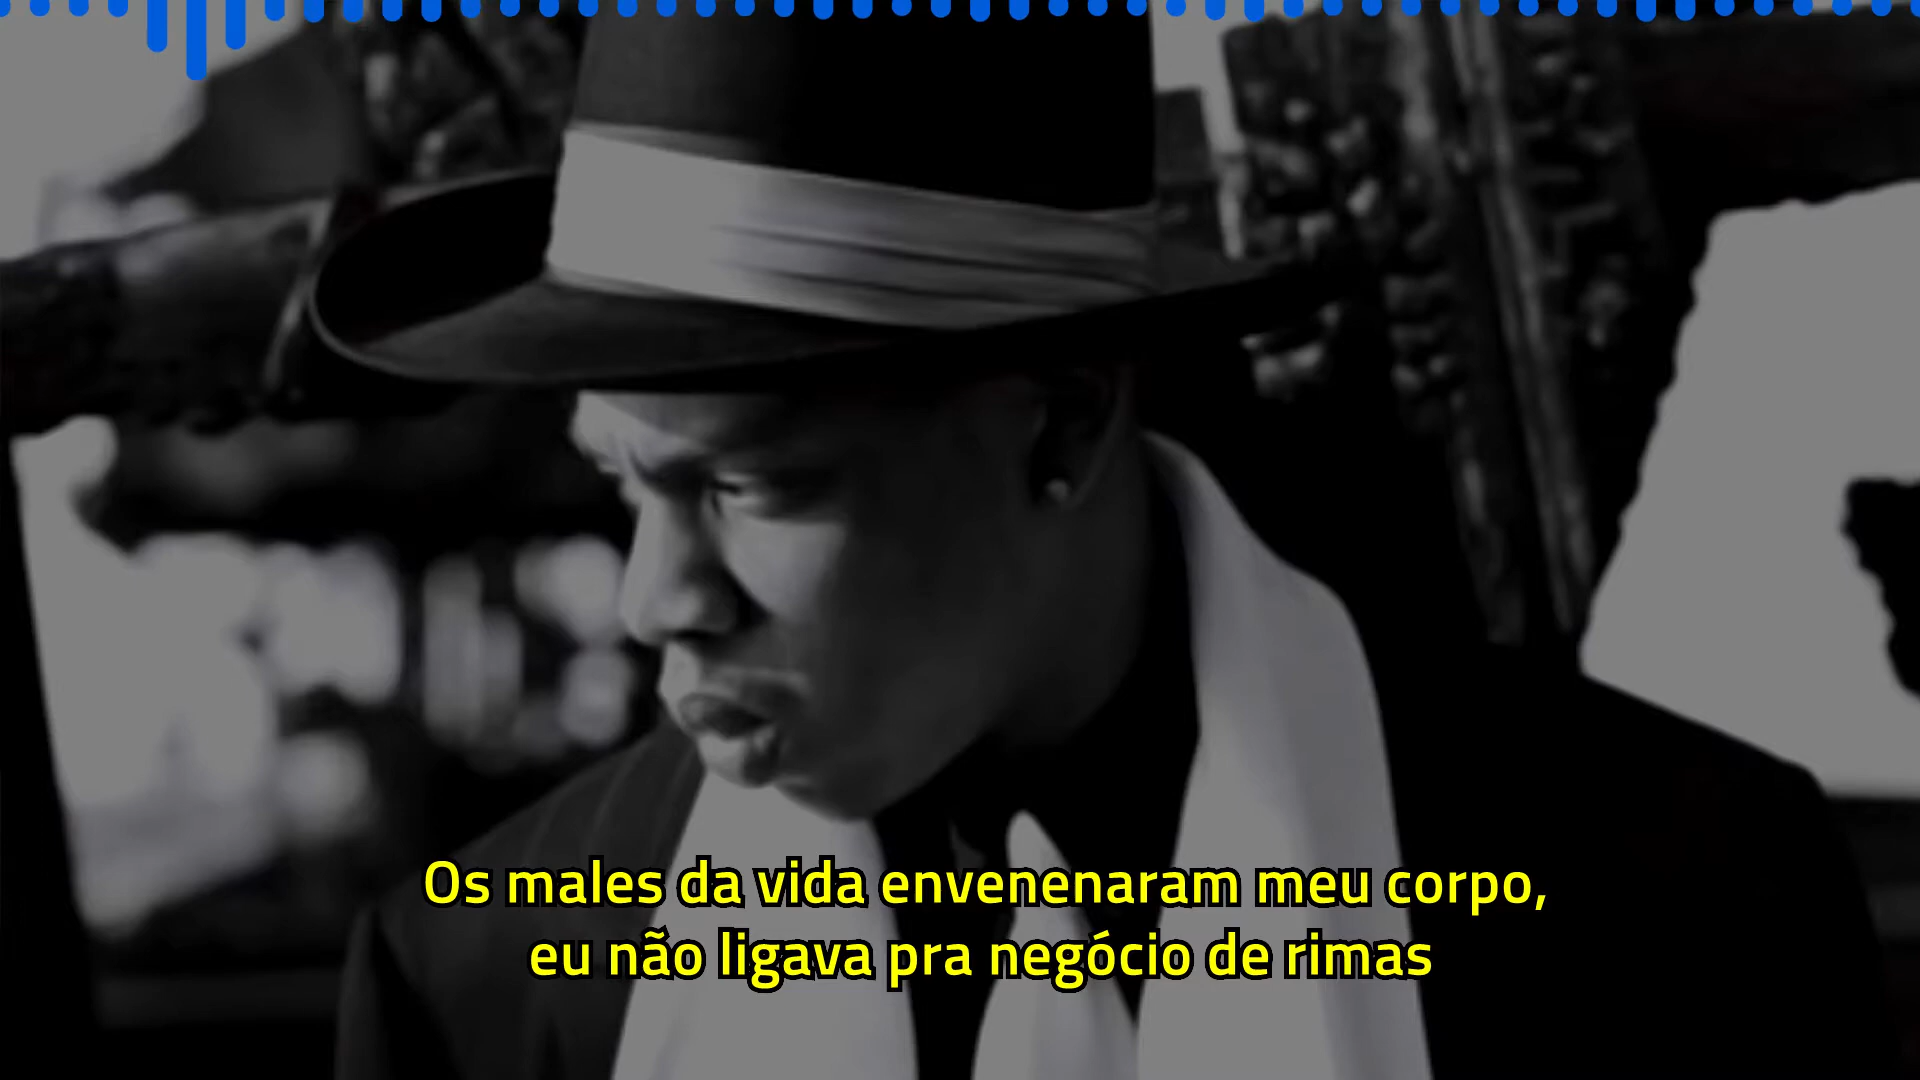 Os males da vida envenenaram meu corpo,
eu não ligava pra negócio de rimas